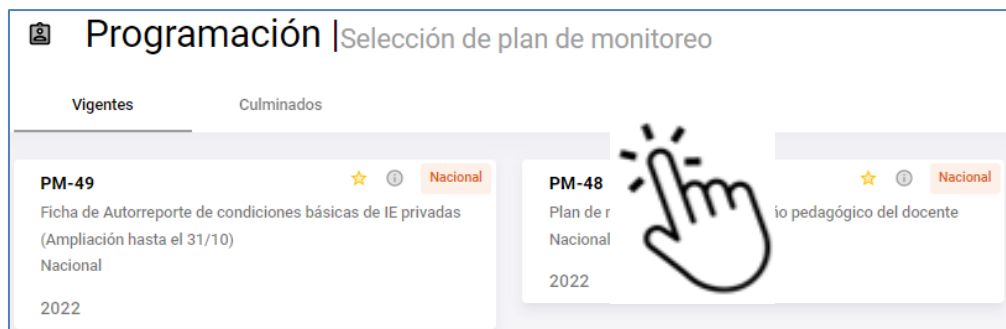 Programación | Selección de plan de monitoreo
Vigentes Culminados
PM-49 Nacional
Ficha de Autorreporte de condiciones básicas de IE privadas
(Ampliación hasta el 31/10)
Nacional
2022
PM-48 Nacional
Plan de pedagógico del docente
Nacional
2022